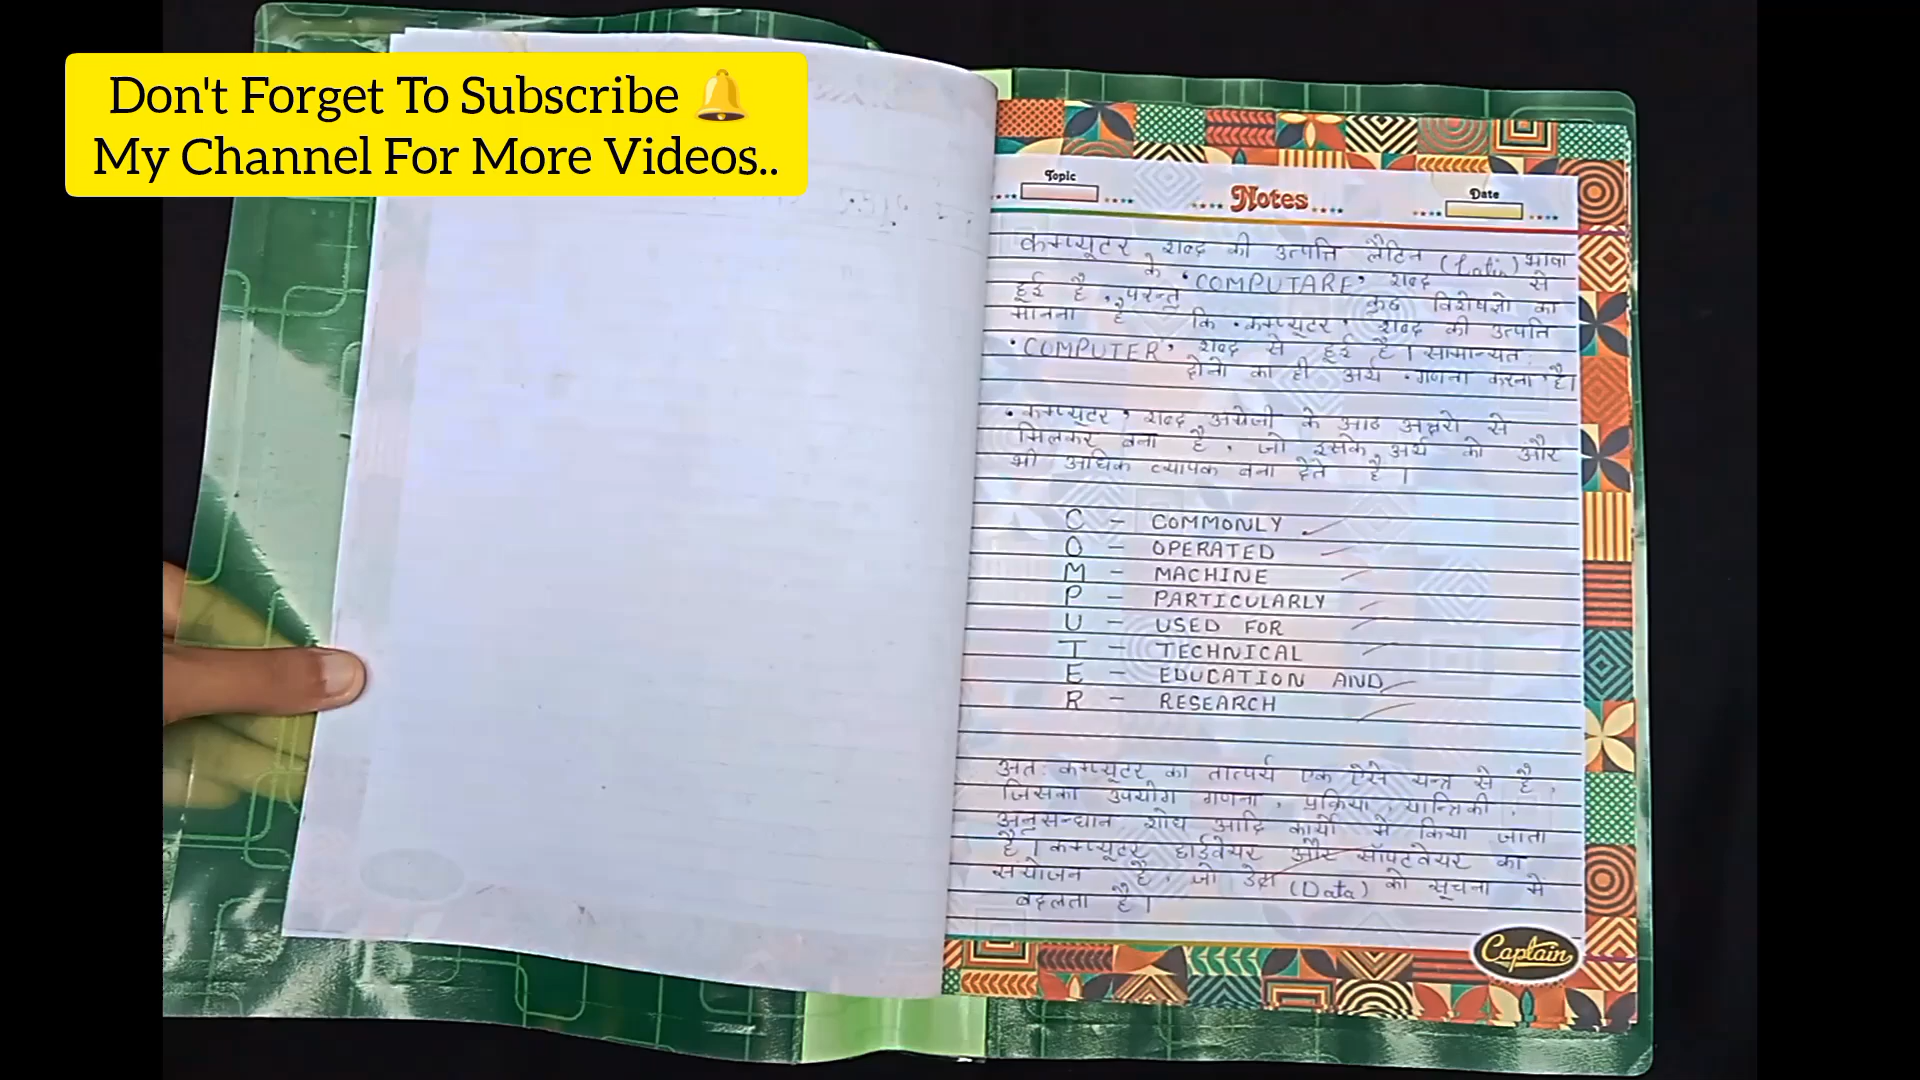 Don't Forget To Subscribe 🔔
My Channel For More Videos..
Topic
Notes
Date
कम्प्यूटर शब्द की उत्पत्ति लैटिन (Latin) भाषा
के 'COMPUTARE' शब्द से
हुई है, परन्तु कुछ विशेषज्ञो का
मानना है कि 'कम्प्यूटर' शब्द की उत्पति
'COMPUTER' शब्द से हुई है। सामान्यत:
दोनो का ही अर्थ 'गणना करना' है।
'कम्प्यूटर' शब्द अंग्रेजी के आठ अक्षरो से
मिलकर बना है, जो इसके अर्थ को और
भी अधिक व्यापक बना देते है।
C - COMMONLY
O - OPERATED
M - MACHINE
P - PARTICULARLY
U - USED FOR
T - TECHNICAL
E - EDUCATION AND
R - RESEARCH
अत: कम्प्यूटर का तात्पर्य एक ऐसे यन्त्र से है,
जिसका उपयोग गणना, प्रक्रिया, यान्त्रिकी,
अनुसन्धान शोध आदि कार्यो में किया जाता
है। कम्प्यूटर हार्डवेयर और सॉफ्टवेयर का
संयोजन है, जो डेटा (Data) को सूचना में
बदलता है।
Captain